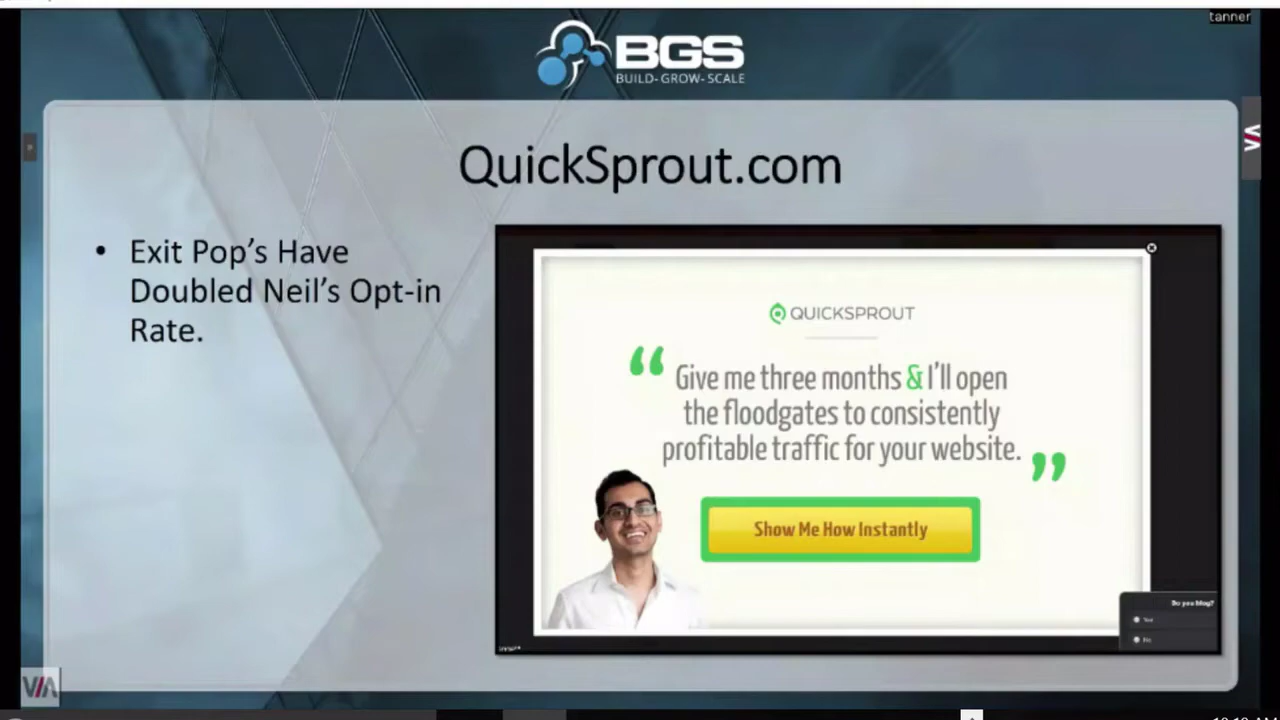 tanner
BGS
BUILD-GROW-SCALE
QuickSprout.com
• Exit Pop's Have
Doubled Neil's Opt-in
Rate.
QUICKSPROUT
“ Give me three months & I'll open
the floodgates to consistently
profitable traffic for your website. ”
Show Me How Instantly
Do you blog?
Yes
No
VIA